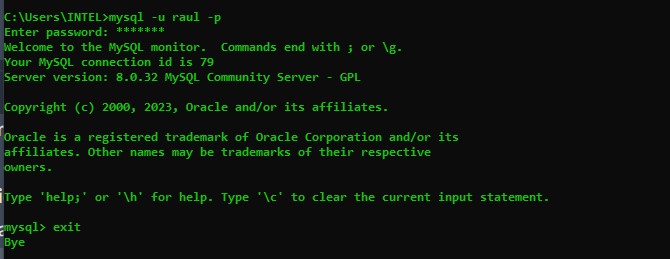 C:\Users\INTEL>mysql -u raul -p
Enter password: *******
Welcome to the MySQL monitor.  Commands end with ; or \g.
Your MySQL connection id is 79
Server version: 8.0.32 MySQL Community Server - GPL

Copyright (c) 2000, 2023, Oracle and/or its affiliates.

Oracle is a registered trademark of Oracle Corporation and/or its
affiliates. Other names may be trademarks of their respective
owners.

Type 'help;' or '\h' for help. Type '\c' to clear the current input statement.

mysql> exit
Bye